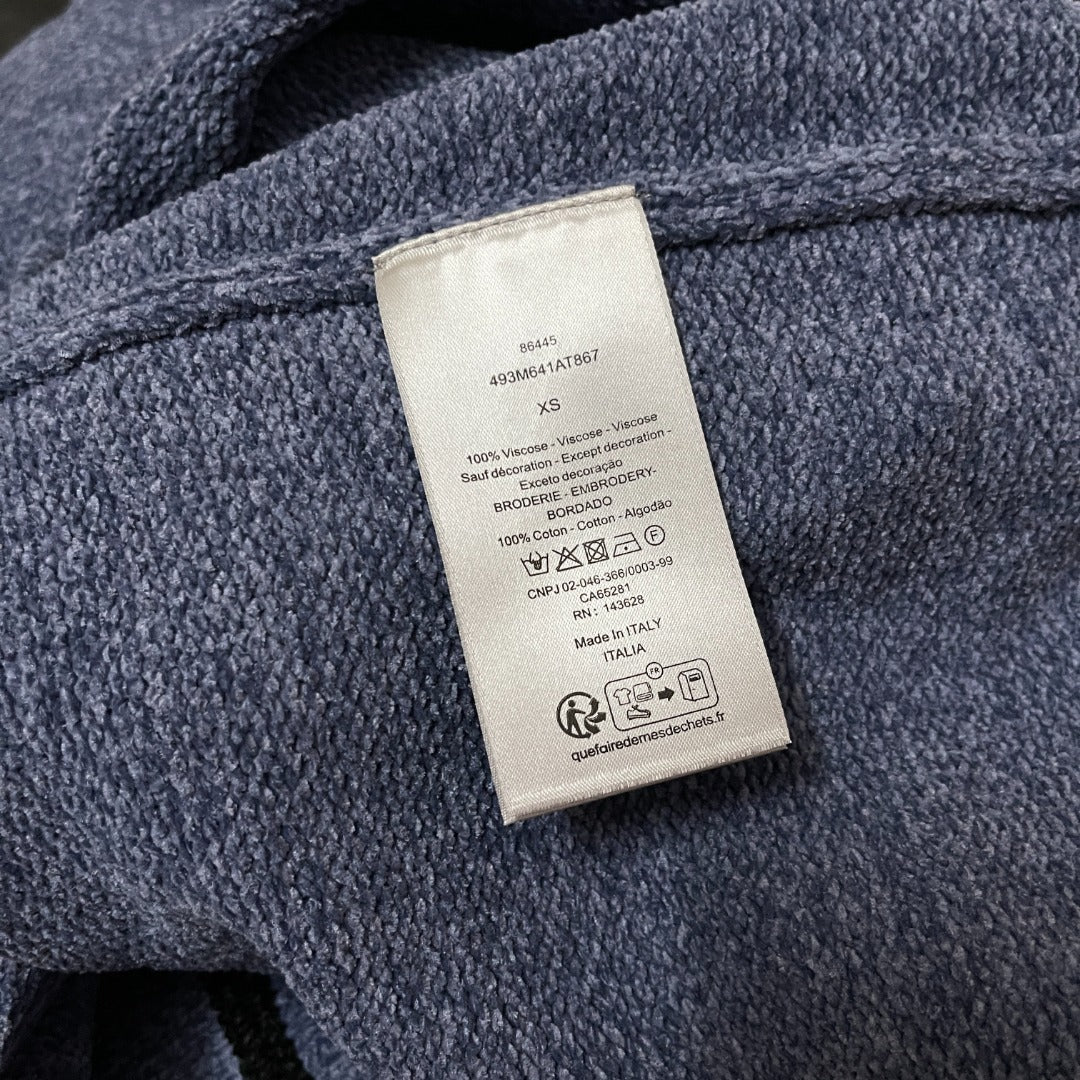 86445
493M641AT867
XS
100% Viscose - Viscose - Viscose
Sauf décoration - Except decoration -
Exceto decoração
BRODERIE - EMBRODERY-
BORDADO
100% Coton - Cotton - Algodão
F
CNPJ 02-046-366/0003-99
CA65281
RN : 143628
Made In ITALY
ITALIA
FR
quefairedemesdechets.fr